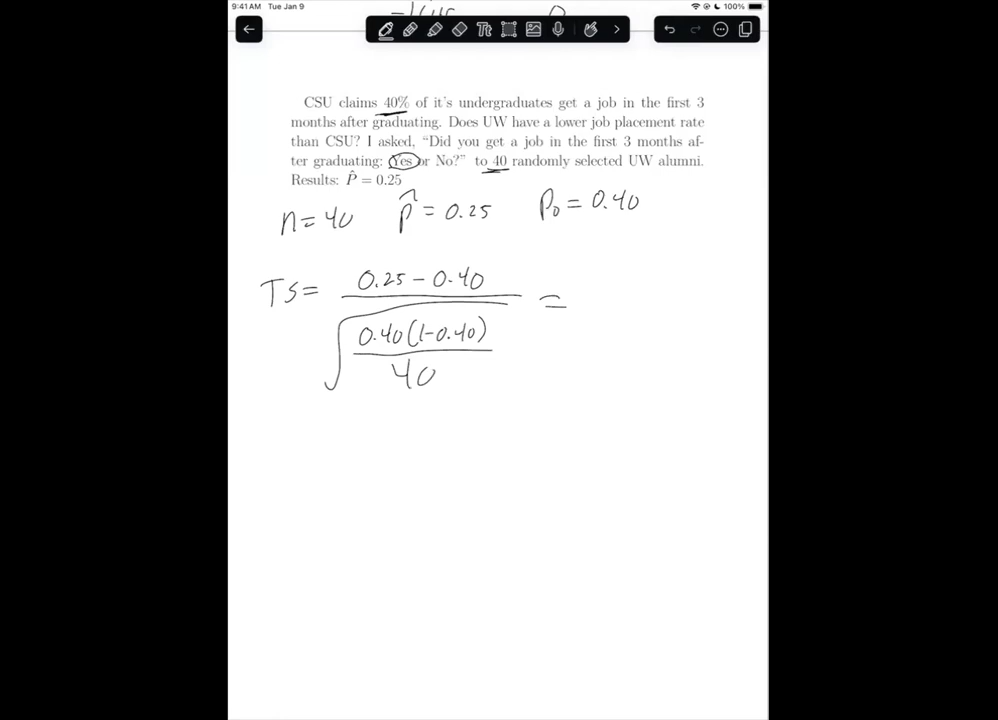 9:41 AM Tue Jan 9
100%
Tt
CSU claims 40% of it's undergraduates get a job in the first 3
months after graduating. Does UW have a lower job placement rate
than CSU? I asked, “Did you get a job in the first 3 months af-
ter graduating: Yes or No?” to 40 randomly selected UW alumni.
Results: P̂ = 0.25
n = 40 p̂ = 0.25 P₀ = 0.40
TS = 0.25 - 0.40 =
0.40(1-0.40)
40